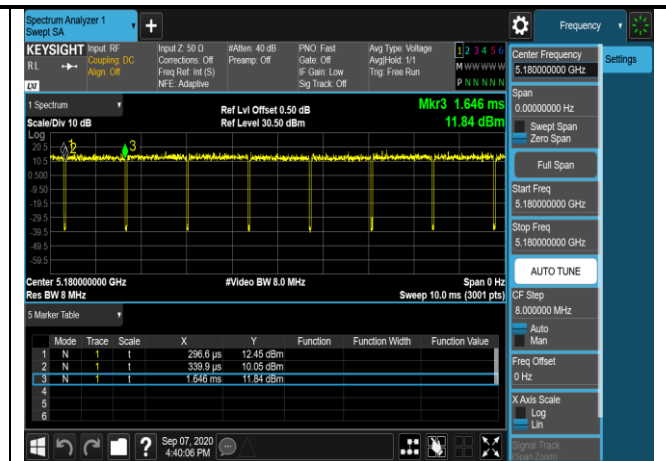 Spectrum Analyzer 1
Swept SA
+
Frequency
KEYSIGHT
RL
LXI
Input: RF
Coupling: DC
Align: Off
Input Z: 50 Ω
Corrections: Off
Freq Ref: Int (S)
NFE: Adaptive
#Atten: 40 dB
Preamp: Off
PNO: Fast
Gate: Off
IF Gain: Low
Sig Track: Off
Avg Type: Voltage
Avg|Hold: 1/1
Trig: Free Run
1 2 3 4 5 6
M W W W W W
P N N N N N
1 Spectrum
Scale/Div 10 dB
Ref Lvl Offset 0.50 dB
Ref Level 30.50 dBm
Mkr3 1.646 ms
11.84 dBm
Log
20.5
10.5
0.500
-9.50
-19.5
-29.5
-39.5
-49.5
-59.5
2
3
Center 5.180000000 GHz
Res BW 8 MHz
#Video BW 8.0 MHz
Span 0 Hz
Sweep 10.0 ms (3001 pts)
5 Marker Table
Mode Trace Scale X Y Function Function Width Function Value
1 N 1 t 296.6 µs 12.45 dBm
2 N 1 t 339.9 µs 10.05 dBm
3 N 1 t 1.646 ms 11.84 dBm
4
5
6
?
Sep 07, 2020
4:40:06 PM
Center Frequency
5.180000000 GHz
Settings
Span
0.00000000 Hz
Swept Span
Zero Span
Full Span
Start Freq
5.180000000 GHz
Stop Freq
5.180000000 GHz
AUTO TUNE
CF Step
8.000000 MHz
Auto
Man
Freq Offset
0 Hz
X Axis Scale
Log
Lin
Signal Track
(Span Zoom)